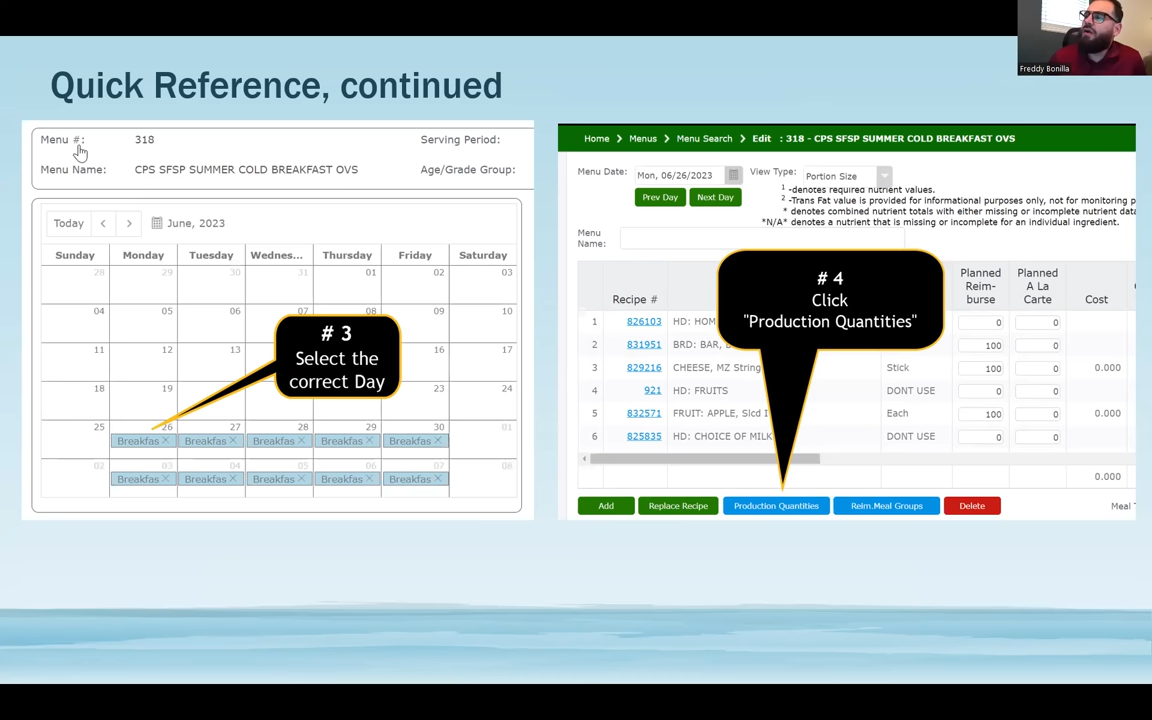 Freddy Bonilla
Quick Reference, continued
Menu #: 318 Serving Period:
Menu Name: CPS SFSP SUMMER COLD BREAKFAST OVS Age/Grade Group:
Today < > June, 2023
Sunday Monday Tuesday Wednes... Thursday Friday Saturday
28 29 30 31 01 02 03
04 05 06 07 08 09 10
11 12 13 16 17
18 19 23 24
25 26 27 28 29 30 01
Breakfas Breakfas Breakfas Breakfas Breakfas
02 03 04 05 06 07 08
Breakfas Breakfas Breakfas Breakfas Breakfas
# 3
Select the
correct Day
Home > Menus > Menu Search > Edit : 318 - CPS SFSP SUMMER COLD BREAKFAST OVS
Menu Date: Mon, 06/26/2023 View Type: Portion Size
Prev Day Next Day
1 -denotes required nutrient values.
2 -Trans Fat value is provided for informational purposes only, not for monitoring p
* denotes combined nutrient totals with either missing or incomplete nutrient data
*N/A* denotes a nutrient that is missing or incomplete for an individual ingredient.
Menu
Name:
# 4
Click
"Production Quantities"
Recipe # Planned Reim- burse Planned A La Carte Cost
1 826103 HD: HOM 0 0
2 831951 BRD: BAR, 100 0
3 829216 CHEESE, MZ String Stick 100 0 0.000
4 921 HD: FRUITS DONT USE 0 0
5 832571 FRUIT: APPLE, Slcd Each 100 0 0.000
6 825835 HD: CHOICE OF MILK DONT USE 0 0
0.000
Add Replace Recipe Production Quantities Reim.Meal Groups Delete Meal